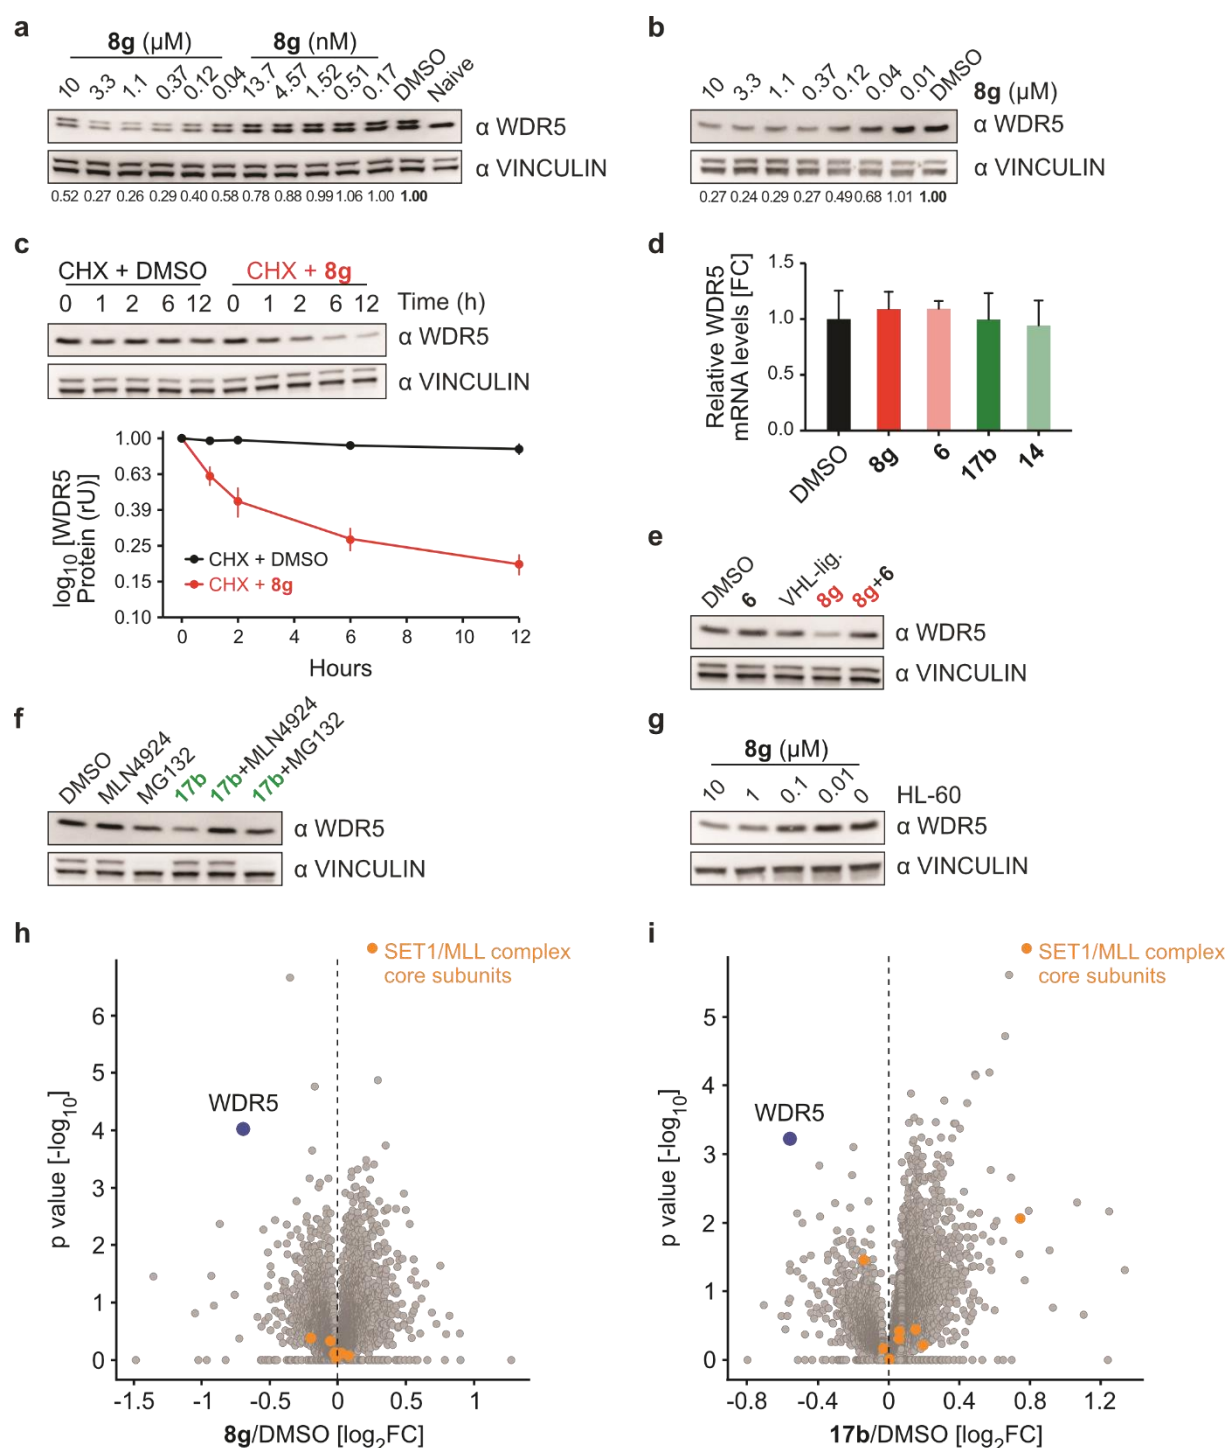 a
8g (µM)
8g (nM)
10 3.3 1.1 0.37 0.12 0.04 13.7 4.57 1.52 0.51 0.17 DMSO Naive
α WDR5
α VINCULIN
0.52 0.27 0.26 0.29 0.40 0.58 0.78 0.88 0.99 1.06 1.00 1.00
b
10 3.3 1.1 0.37 0.12 0.04 0.01 DMSO
8g (µM)
α WDR5
α VINCULIN
0.27 0.24 0.29 0.27 0.49 0.68 1.01 1.00
c
CHX + DMSO CHX + 8g
0 1 2 6 12 0 1 2 6 12 Time (h)
α WDR5
α VINCULIN
log10 [WDR5
Protein (rU)]
1.00
0.63
0.39
0.25
0.15
0.10
CHX + DMSO
CHX + 8g
0 2 4 6 8 10 12
Hours
d
Relative WDR5
mRNA levels [FC]
1.5
1.0
0.5
0.0
DMSO 8g 6 17b 14
e
DMSO 6 VHL-lig. 8g 8g+6
α WDR5
α VINCULIN
f
DMSO MLN4924 MG132 17b 17b+MLN4924 17b+MG132
α WDR5
α VINCULIN
g
8g (µM)
10 1 0.1 0.01 0 HL-60
α WDR5
α VINCULIN
h
SET1/MLL complex
core subunits
p value [-log10]
6
5
4
3
2
1
0
WDR5
-1.5 -1 -0.5 0 0.5 1
8g/DMSO [log2FC]
i
SET1/MLL complex
core subunits
p value [-log10]
5
4
3
2
1
0
WDR5
-0.8 -0.4 0 0.4 0.8 1.2
17b/DMSO [log2FC]